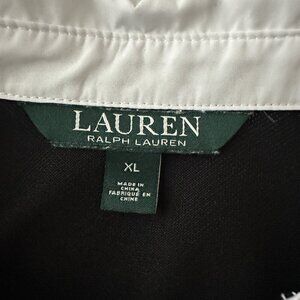 LAUREN
RALPH LAUREN
XL
MADE IN
CHINA
FABRIQUÉ EN
CHINE